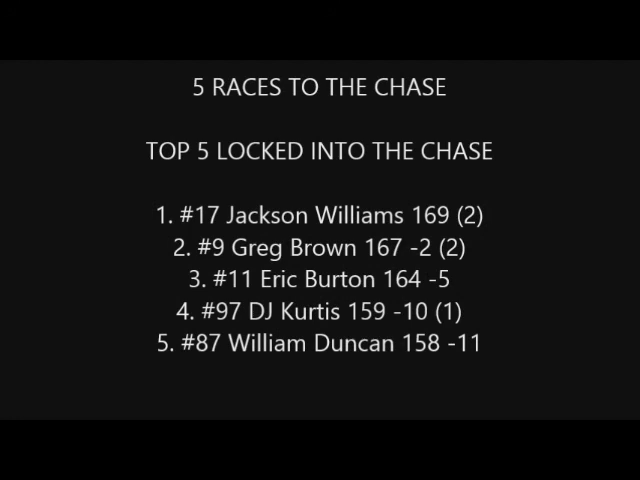 5 RACES TO THE CHASE
TOP 5 LOCKED INTO THE CHASE
1. #17 Jackson Williams 169 (2)
2. #9 Greg Brown 167 -2 (2)
3. #11 Eric Burton 164 -5
4. #97 DJ Kurtis 159 -10 (1)
5. #87 William Duncan 158 -11